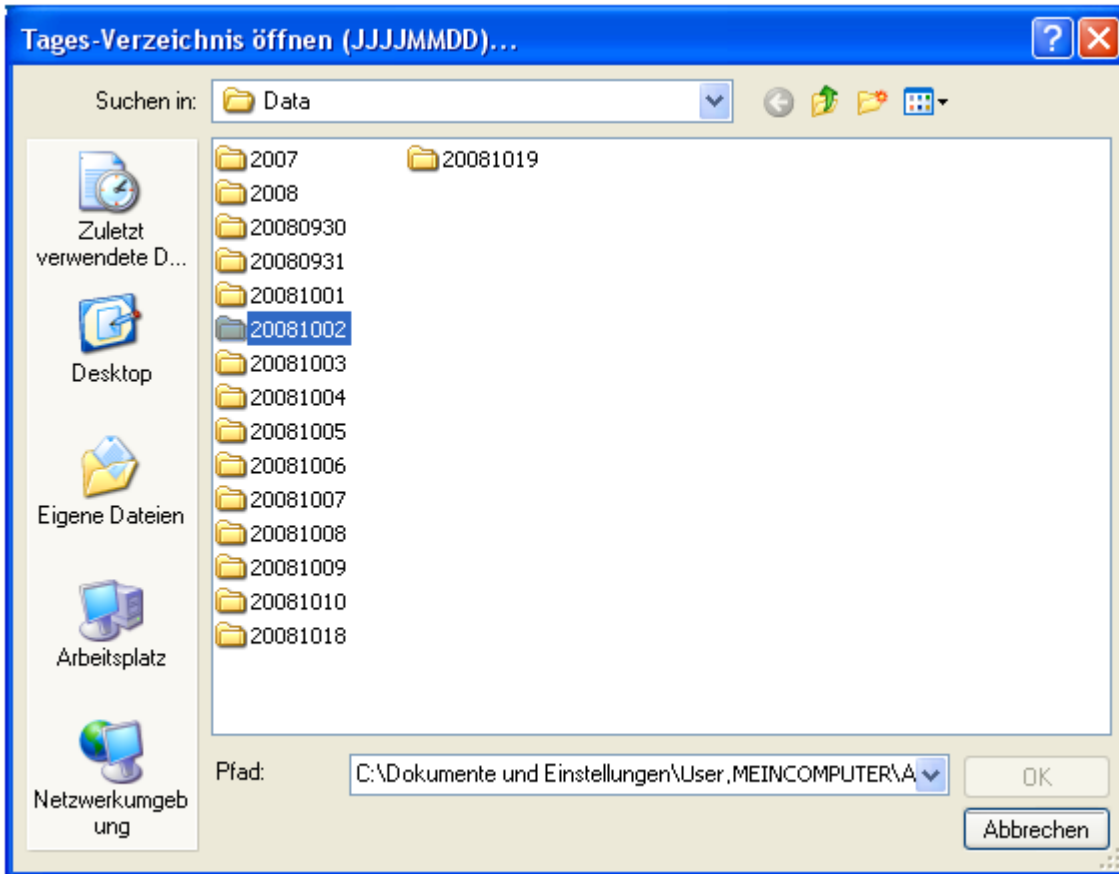 Tages-Verzeichnis öffnen (JJJJMMDD)...
Suchen in:
Data
Zuletzt
verwendete D...
Desktop
Eigene Dateien
Arbeitsplatz
Netzwerkumgeb
ung
2007
2008
20080930
20080931
20081001
20081002
20081003
20081004
20081005
20081006
20081007
20081008
20081009
20081010
20081018
20081019
Pfad:
C:\Dokumente und Einstellungen\User,MEINCOMPUTER\A
OK
Abbrechen